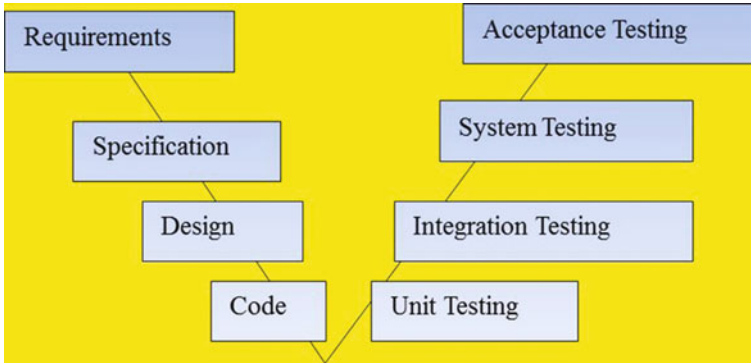 Requirements
Acceptance Testing
System Testing
Specification
Design
Integration Testing
Code
Unit Testing